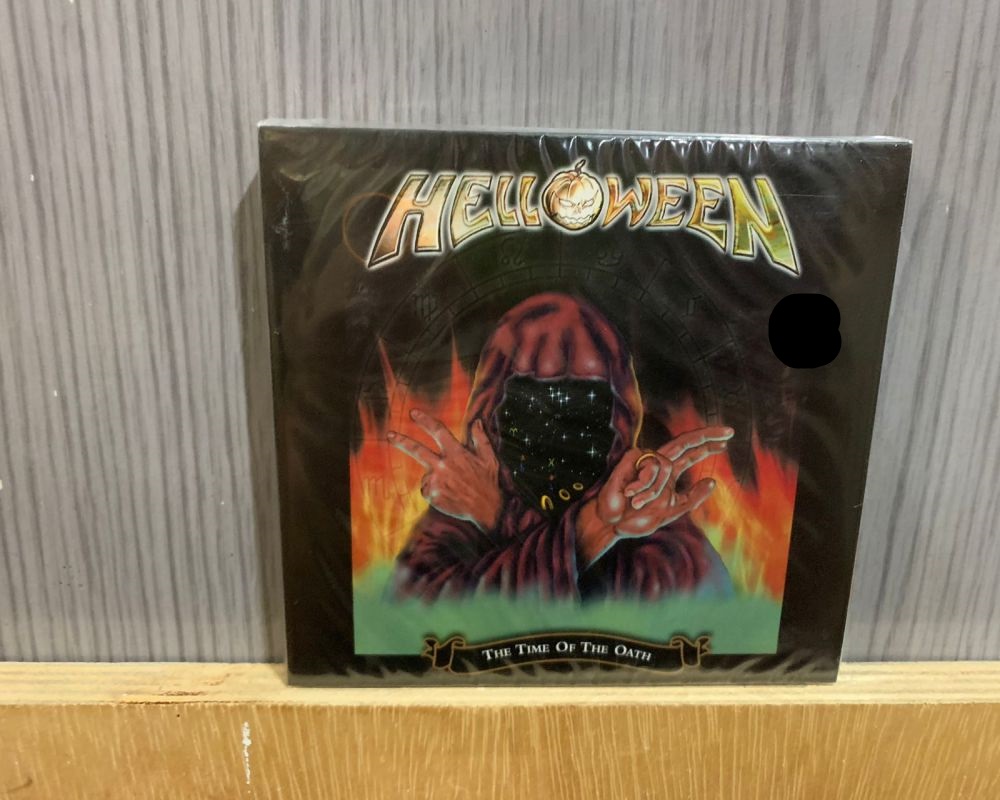 HELLOWEEN
THE TIME OF THE OATH